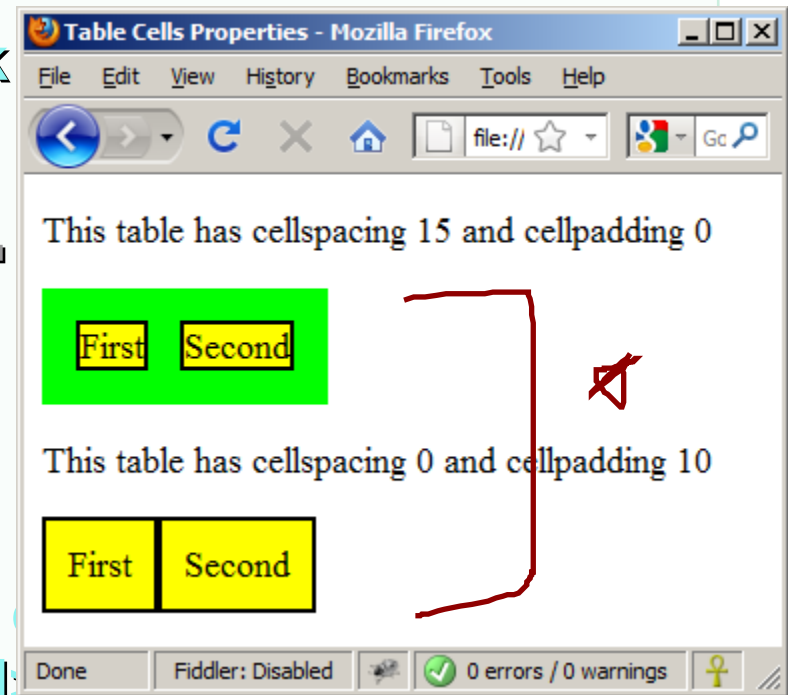 Table Cells Properties - Mozilla Firefox
File Edit View History Bookmarks Tools Help
file:// Go
This table has cellspacing 15 and cellpadding 0
First Second
This table has cellspacing 0 and cellpadding 10
First Second
Done Fiddler: Disabled 0 errors / 0 warnings